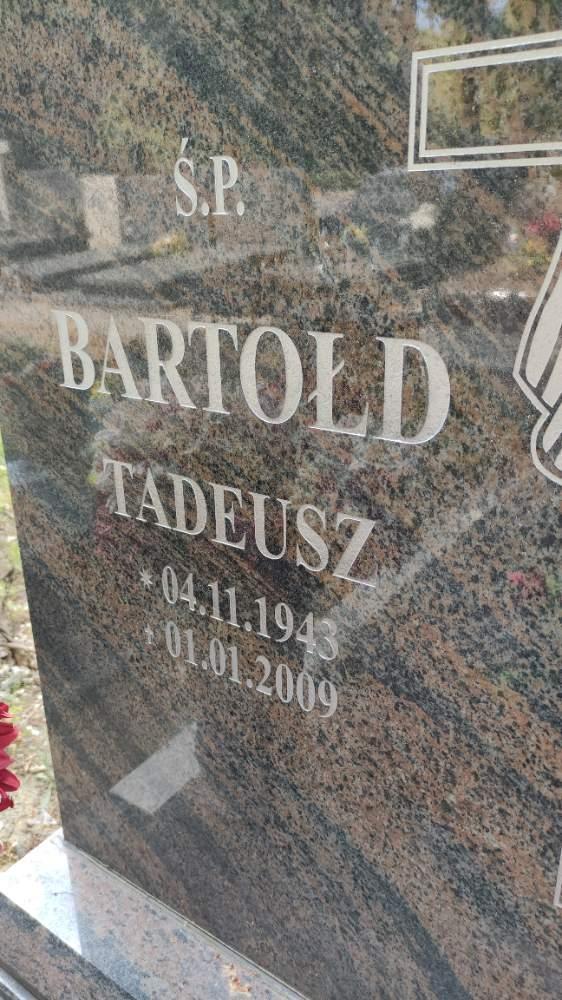 Ś.P.
BARTOŁD
TADEUSZ
* 04.11.1943
† 01.01.2009